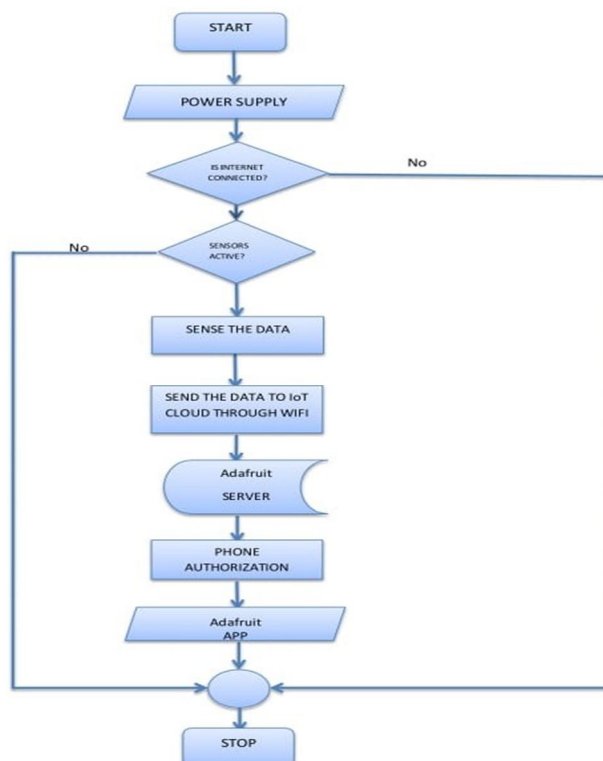 START
POWER SUPPLY
IS INTERNET
CONNECTED?
No
SENSORS
ACTIVE?
No
SENSE THE DATA
SEND THE DATA TO IoT
CLOUD THROUGH WIFI
Adafruit
SERVER
PHONE
AUTHORIZATION
Adafruit
APP
STOP